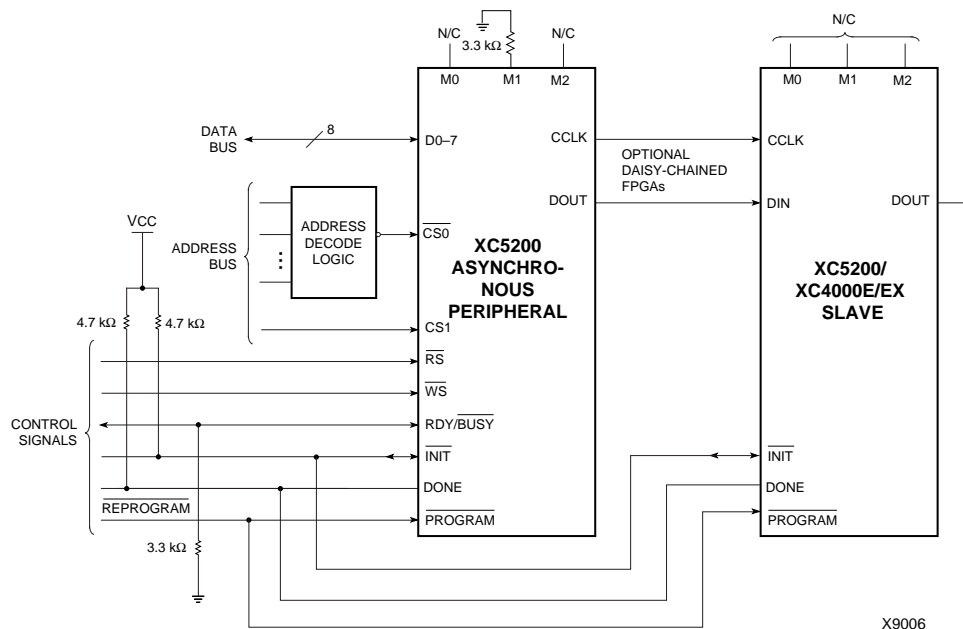 N/C
3.3 kΩ
N/C
N/C
M0
M1
M2
M0
M1
M2
DATA
BUS
8
D0–7
CCLK
CCLK
OPTIONAL
DAISY-CHAINED
FPGAs
DOUT
DIN
DOUT
VCC
ADDRESS
BUS
ADDRESS
DECODE
LOGIC
CS0
XC5200
ASYNCHRO-
NOUS
PERIPHERAL
XC5200/
XC4000E/EX
SLAVE
4.7 kΩ
4.7 kΩ
CS1
RS
WS
CONTROL
SIGNALS
RDY/BUSY
INIT
INIT
DONE
DONE
REPROGRAM
PROGRAM
PROGRAM
3.3 kΩ
X9006